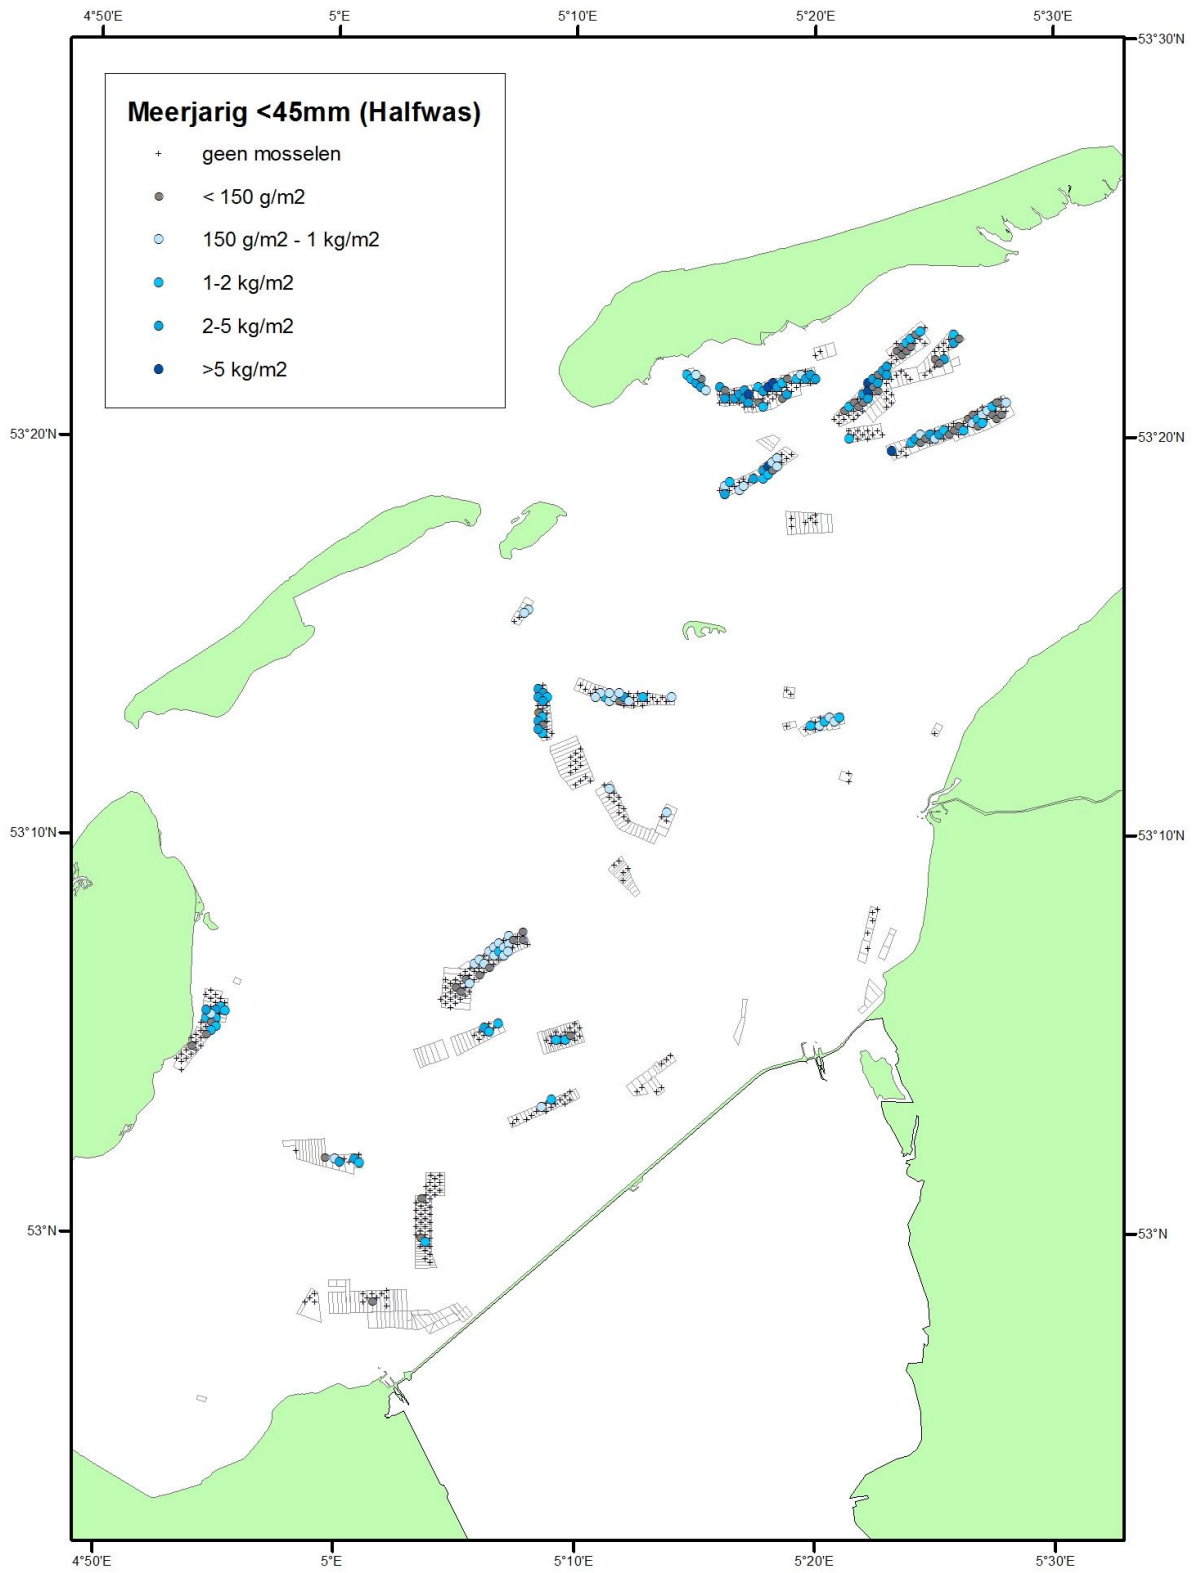 4°50'E 5°E 5°10'E 5°20'E 5°30'E
53°30'N
Meerjarig <45mm (Halfwas)
geen mosselen
< 150 g/m2
150 g/m2 - 1 kg/m2
1-2 kg/m2
2-5 kg/m2
>5 kg/m2
53°20'N 53°20'N
53°10'N 53°10'N
53°N 53°N
4°50'E 5°E 5°10'E 5°20'E 5°30'E